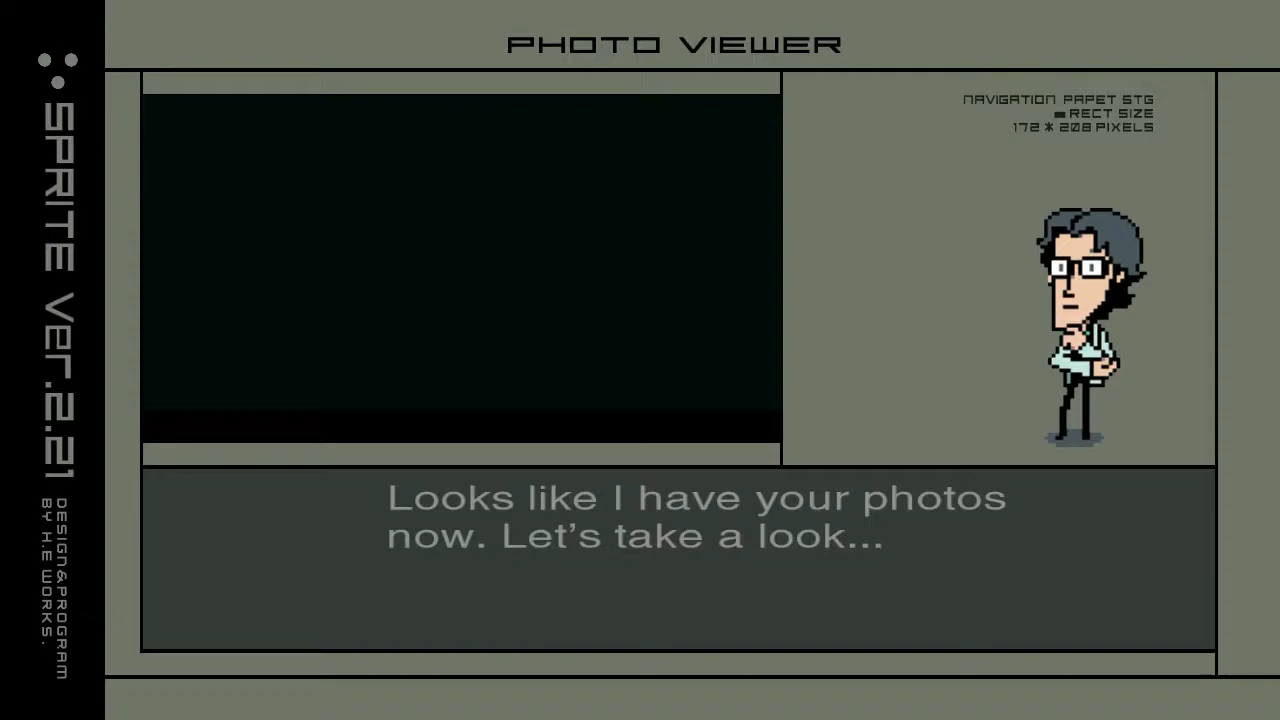 PHOTO VIEWER
SPRITE Ver.2.21
DESIGN&PROGRAM
BY H.E WORKS.
NAVIGATION PAPET STG
RECT SIZE
172 * 208 PIXELS
Looks like I have your photos
now. Let’s take a look...